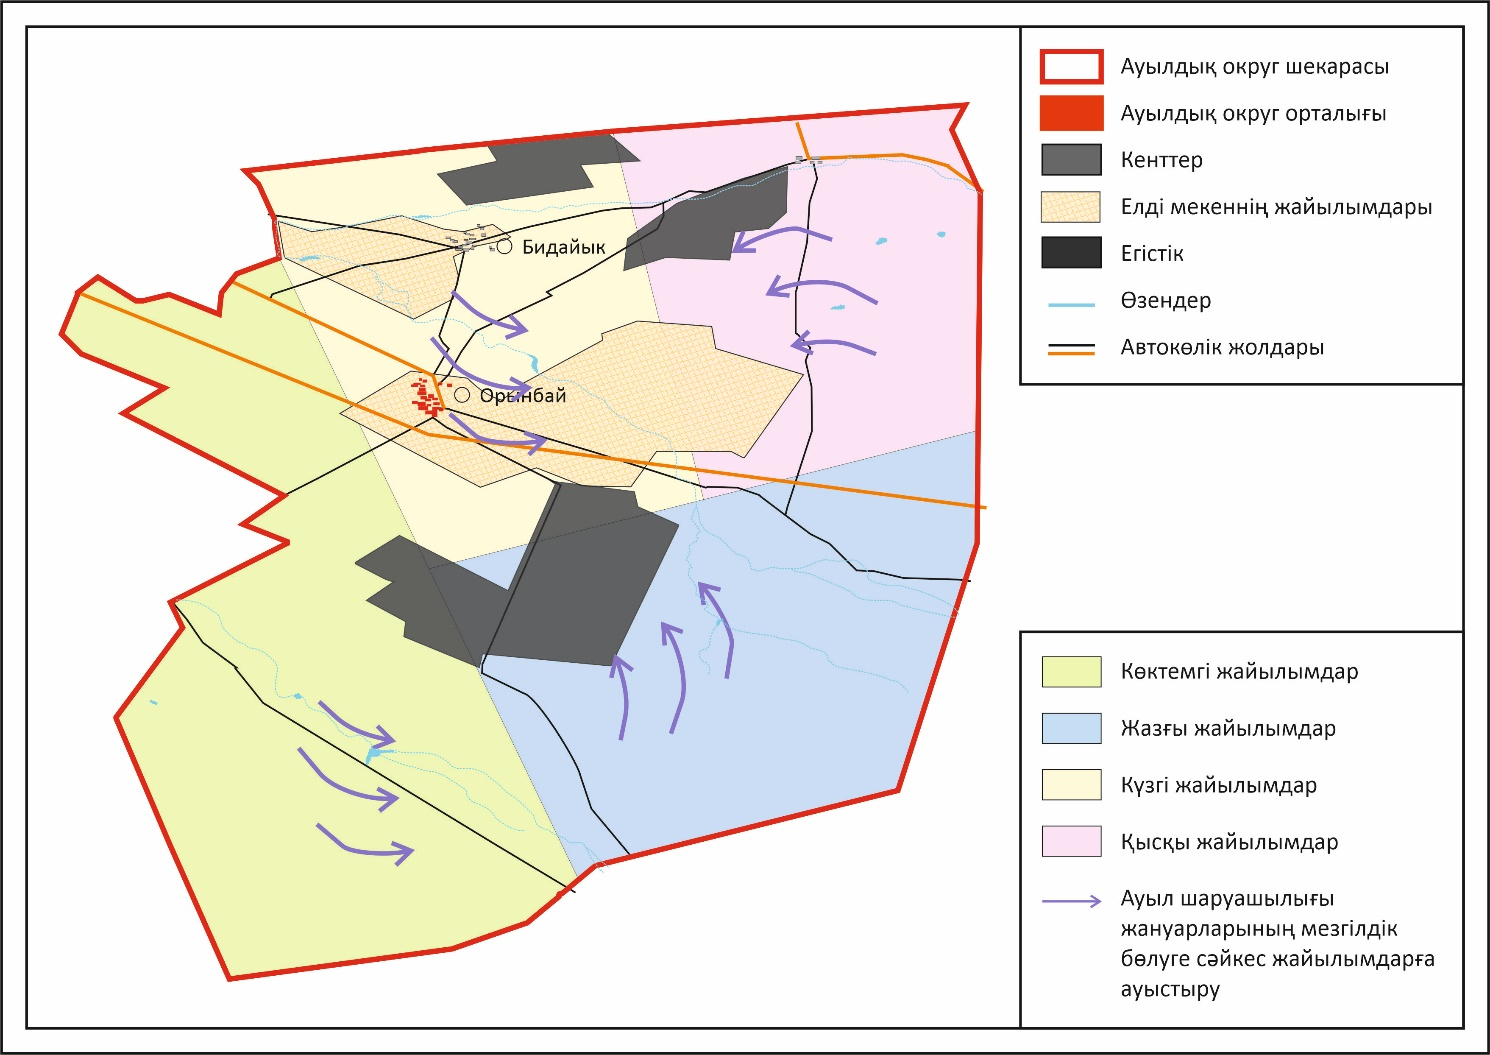 Ауылдық округ шекарасы
Ауылдық округ орталығы
Кенттер
Елді мекеннің жайылымдары
Егістік
Өзендер
Автокөлік жолдары
Бидайык
Орынбай
Көктемгі жайылымдар
Жазғы жайылымдар
Күзгі жайылымдар
Қысқы жайылымдар
Ауыл шаруашылығы
жануарларының мезгілдік
бөлуге сәйкес жайылымдарға
ауыстыру